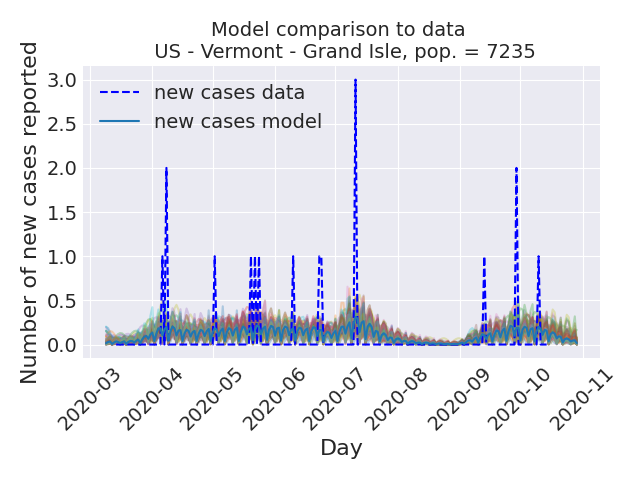 Model comparison to data
US - Vermont - Grand Isle, pop. = 7235
Number of new cases reported
3.0
2.5
2.0
1.5
1.0
0.5
0.0
new cases data
new cases model
2020-03
2020-04
2020-05
2020-06
2020-07
2020-08
2020-09
2020-10
2020-11
Day